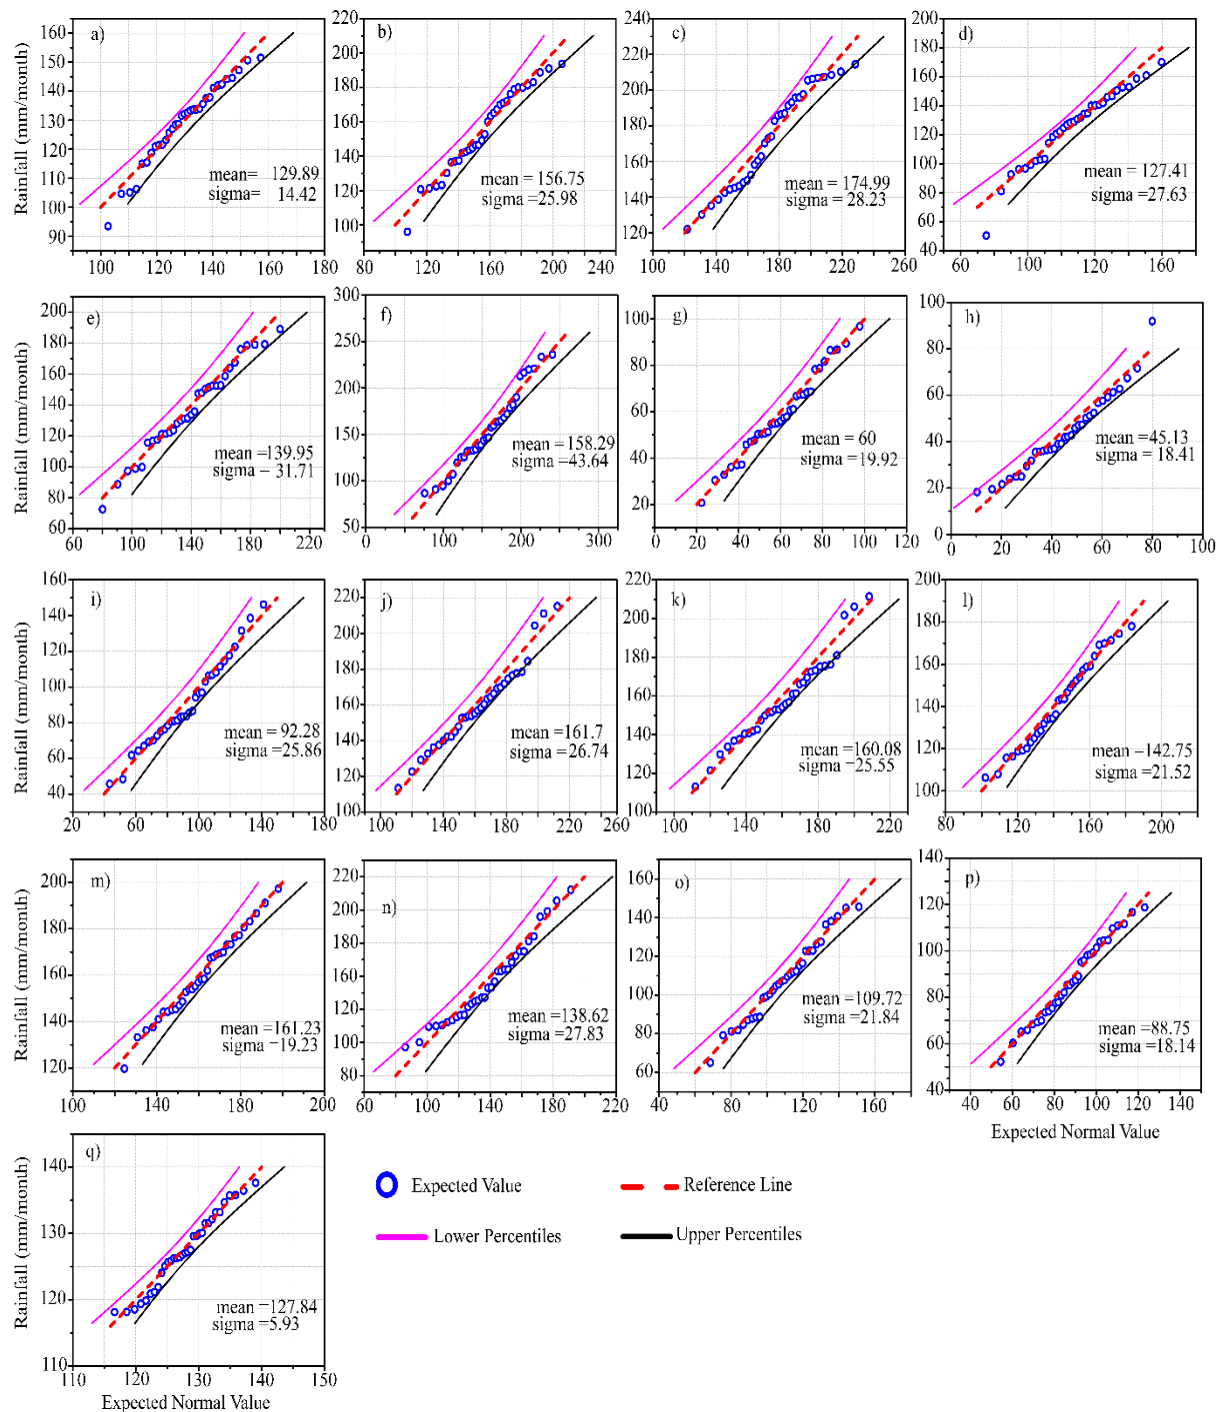 a)
160
150
140
130
120
110
100
90
mean= 129.89
sigma= 14.42
100 120 140 160 180
b)
210
200
180
160
140
120
100
mean = 156.75
sigma =25.98
80 120 160 200 240
c)
240
220
200
180
160
140
120
mean = 174.99
sigma =28.23
100 140 180 220 260
d)
200
180
160
140
120
100
80
60
40
mean = 127.41
sigma =27.63
60 100 140 160
Rainfall (mm/month)
e)
200
180
160
140
120
100
80
60
mean =139.95
sigma −31.71
60 100 140 180 220
f)
300
250
200
150
100
50
mean =158.29
sigma =43.64
0 100 200 300
g)
100
80
60
40
20
mean = 60
sigma =19.92
0 20 40 60 80 100 120
h)
100
80
60
40
20
0
mean =45.13
sigma =18.41
0 20 40 60 80 100
Rainfall (mm/month)
i)
160
140
120
100
80
60
40
mean =92.28
sigma =25.86
20 60 100 140 180
j)
220
200
180
160
140
120
100
mean =161.7
sigma =26.74
100 140 180 220 260
k)
210
190
170
150
130
110
mean =160.08
sigma =25.55
100 140 180 220
l)
200
180
160
140
120
100
80
mean −142.75
sigma =21.52
80 120 160 200
Rainfall (mm/month)
m)
200
180
160
140
120
mean =161.23
sigma −19.23
100 120 140 160 180 200
n)
220
200
180
160
140
120
100
80
mean =138.62
sigma =27.83
60 100 140 180 220
o)
160
140
120
100
80
60
mean =109.72
sigma =21.84
40 80 120 160
p)
140
120
100
80
60
40
mean =88.75
sigma =18.14
40 60 80 100 120 140
Rainfall (mm/month)
Expected Normal Value
q)
140
130
120
110
mean =127.84
sigma =5.93
110 120 130 140 150
Rainfall (mm/month)
Expected Normal Value
Expected Value
Reference Line
Lower Percentiles
Upper Percentiles